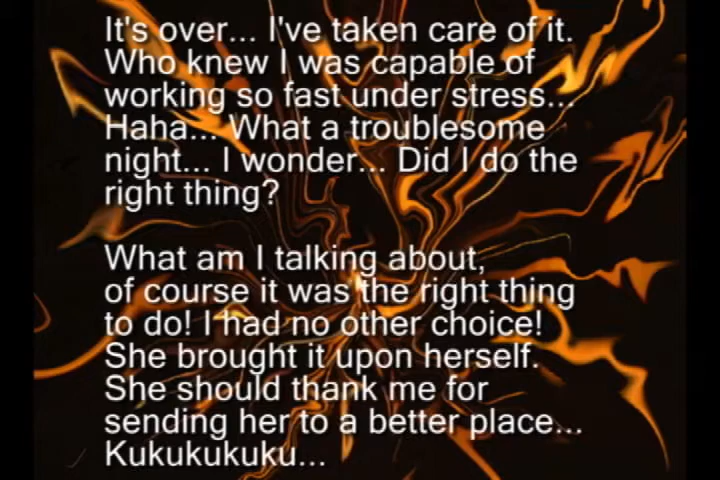 It's over... I've taken care of it.
Who knew I was capable of
working so fast under stress...
Haha... What a troublesome
night... I wonder... Did I do the
right thing?
What am I talking about,
of course it was the right thing
to do! I had no other choice!
She brought it upon herself.
She should thank me for
sending her to a better place...
Kukukukuku...